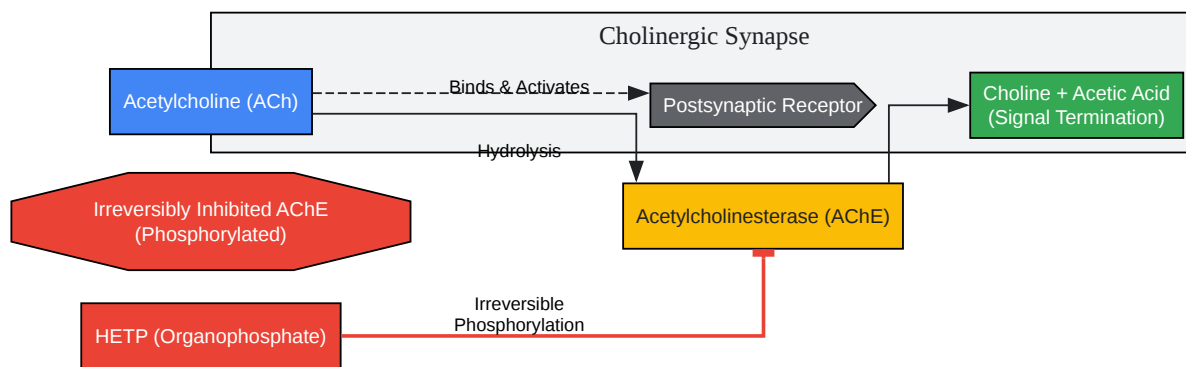 Cholinergic Synapse
Acetylcholine (ACh)
Binds & Activates
Postsynaptic Receptor
Choline + Acetic Acid
(Signal Termination)
Hydrolysis
Irreversibly Inhibited AChE
(Phosphorylated)
Acetylcholinesterase (AChE)
HETP (Organophosphate)
Irreversible
Phosphorylation